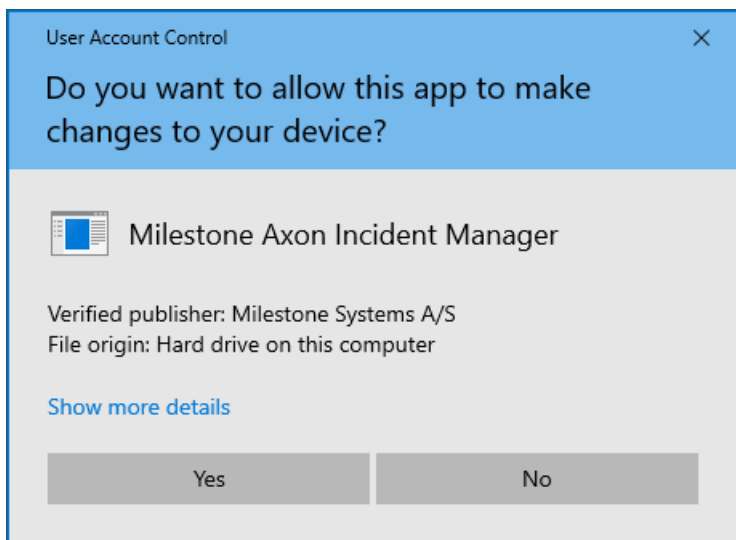 User Account Control
Do you want to allow this app to make
changes to your device?
Milestone Axon Incident Manager
Verified publisher: Milestone Systems A/S
File origin: Hard drive on this computer
Show more details
Yes
No